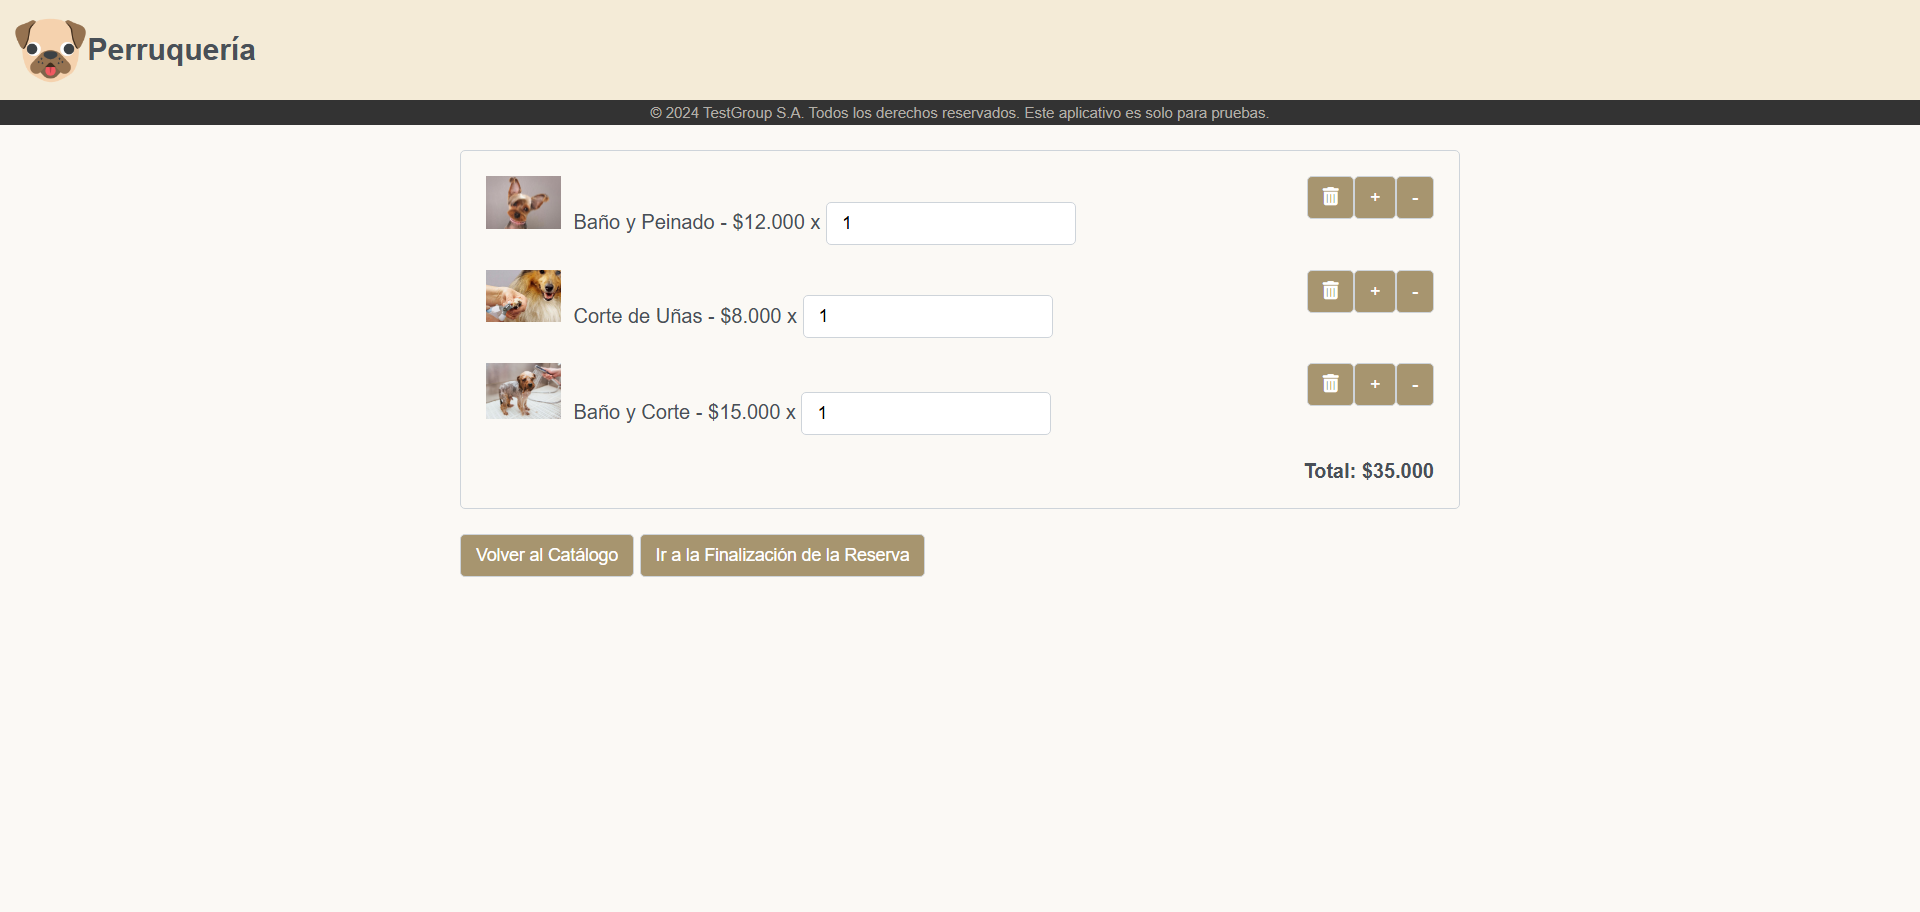 Perruquería
© 2024 TestGroup S.A. Todos los derechos reservados. Este aplicativo es solo para pruebas.
Baño y Peinado - $12.000 x 1
+ -
Corte de Uñas - $8.000 x 1
+ -
Baño y Corte - $15.000 x 1
+ -
Total: $35.000
Volver al Catálogo Ir a la Finalización de la Reserva